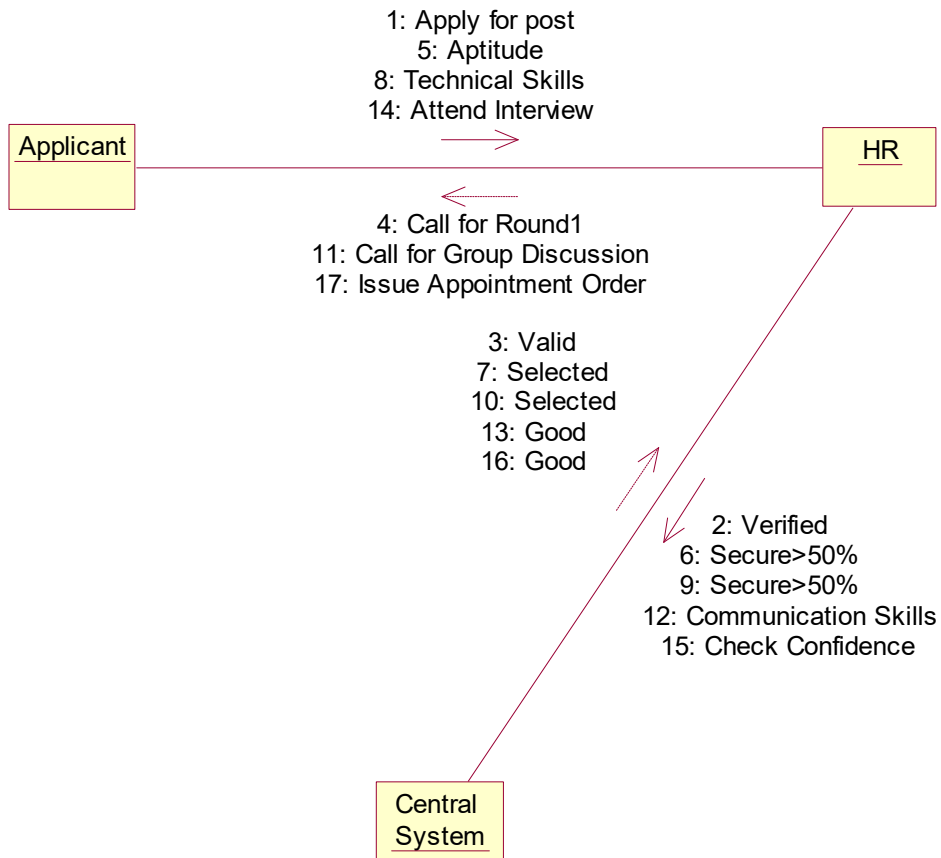 1: Apply for post
5: Aptitude
8: Technical Skills
14: Attend Interview
Applicant
HR
4: Call for Round1
11: Call for Group Discussion
17: Issue Appointment Order
3: Valid
7: Selected
10: Selected
13: Good
16: Good
2: Verified
6: Secure>50%
9: Secure>50%
12: Communication Skills
15: Check Confidence
Central
System